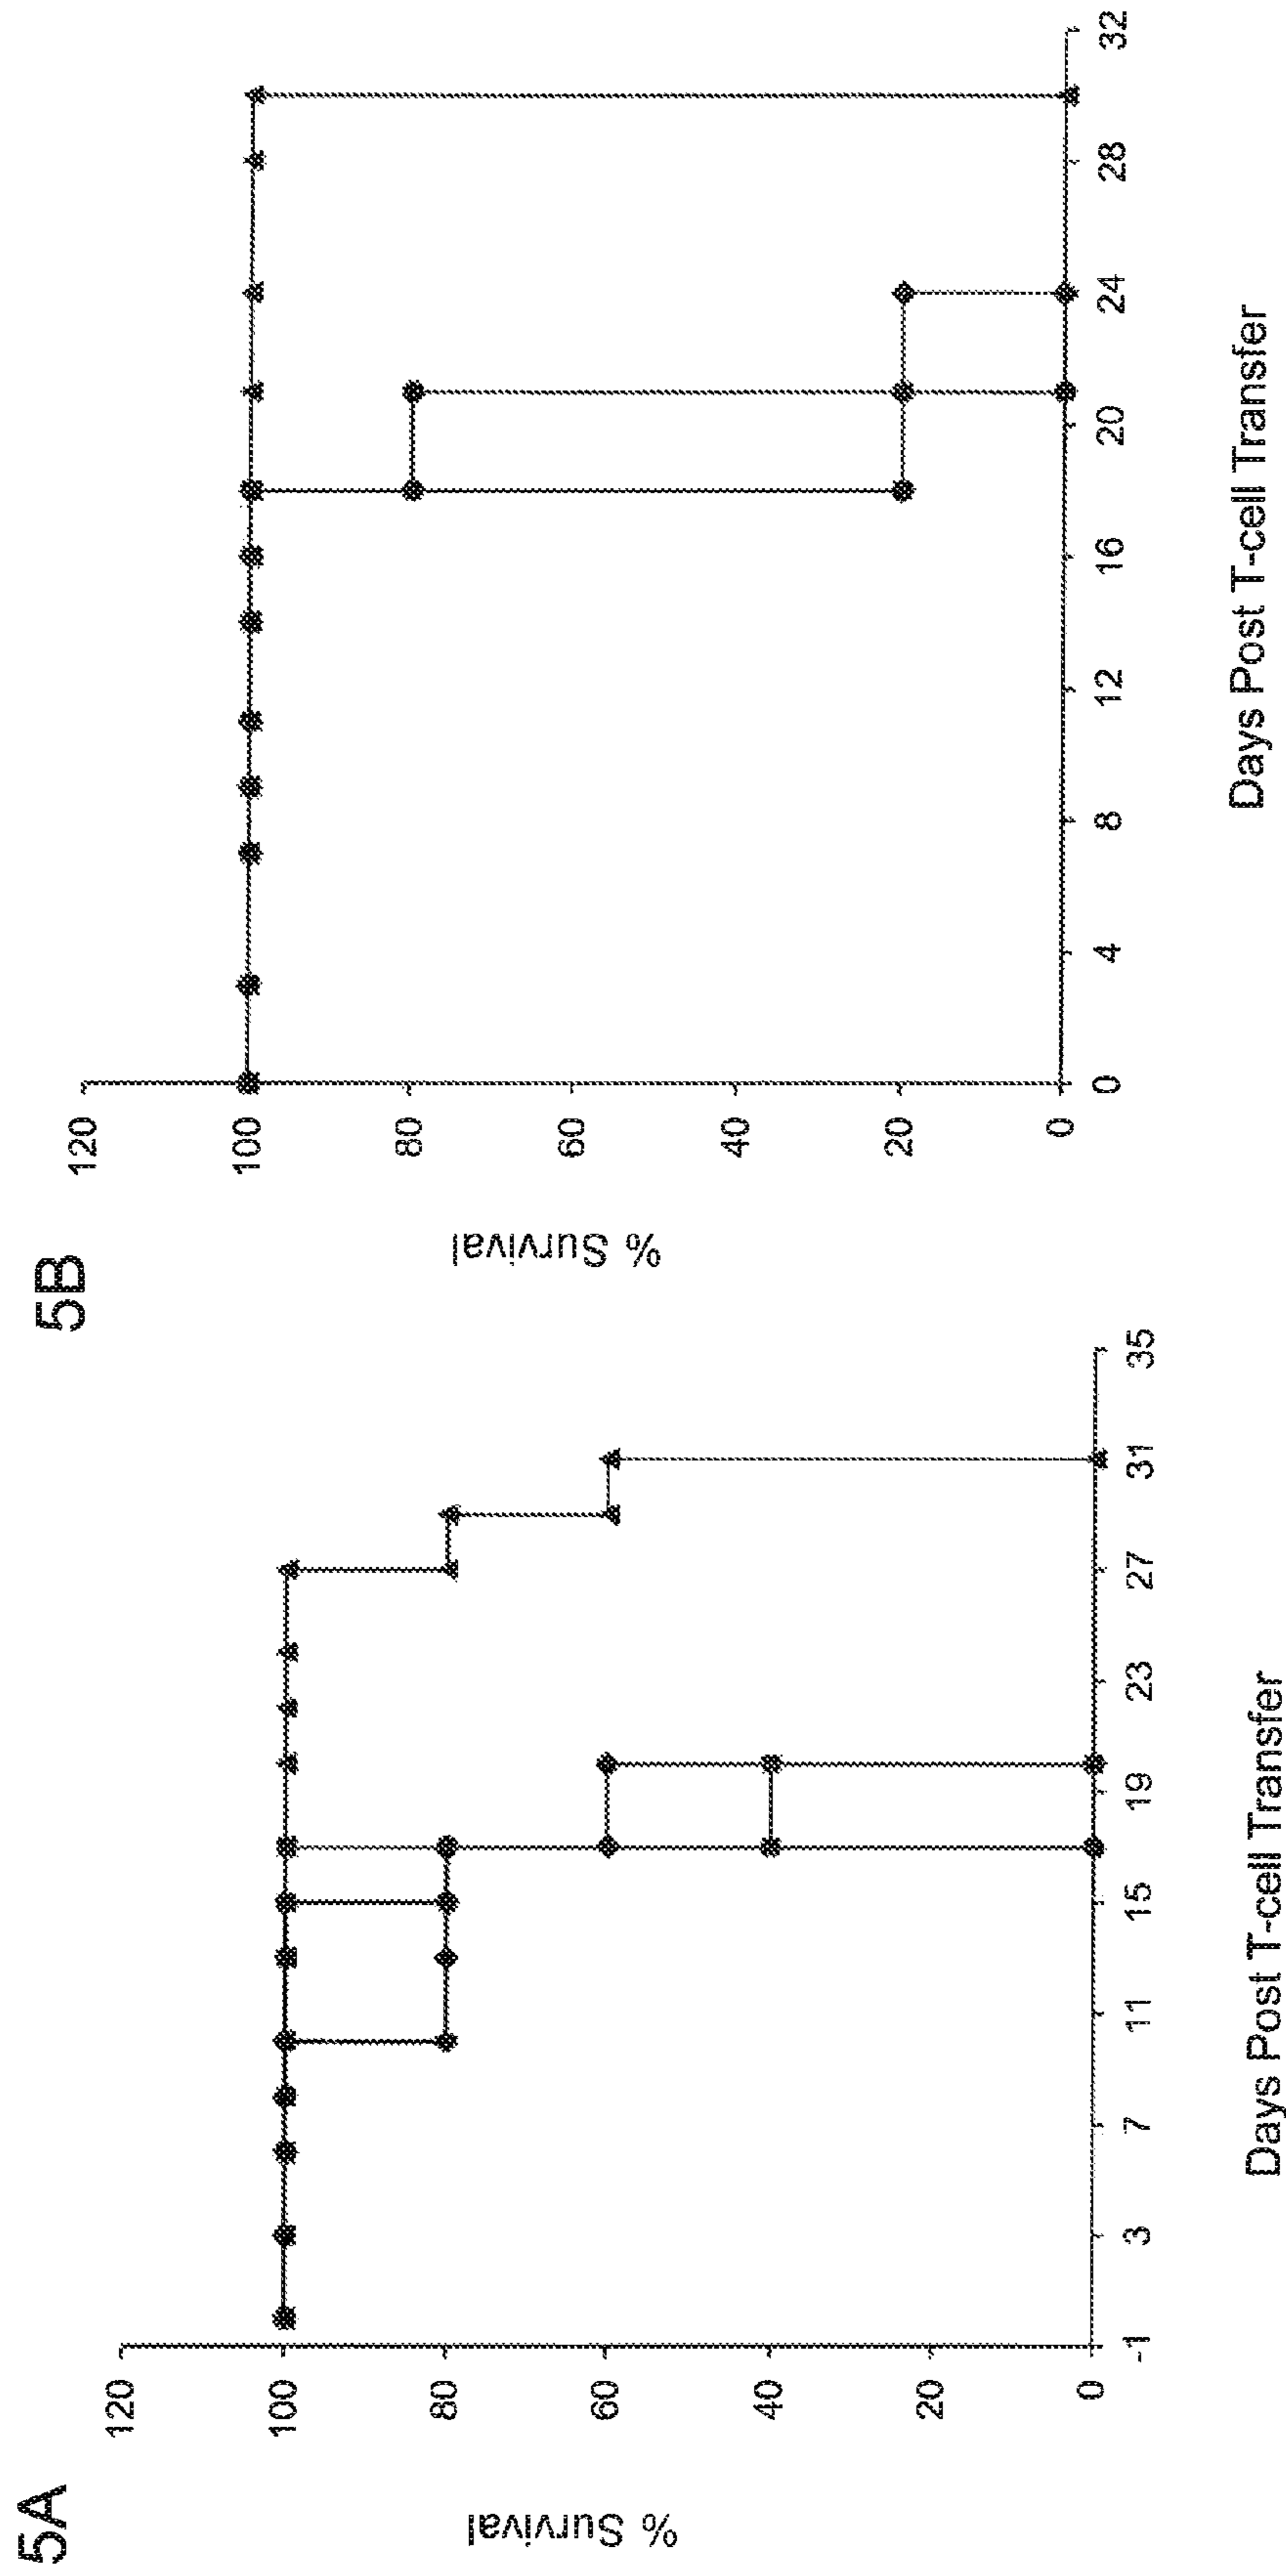 5A
% Survival
120
100
80
60
40
20
0
-1 3 7 11 15 19 23 27 31 35
Days Post T-cell Transfer
5B
% Survival
120
100
80
60
40
20
0
0 4 8 12 16 20 24 28 32
Days Post T-cell Transfer